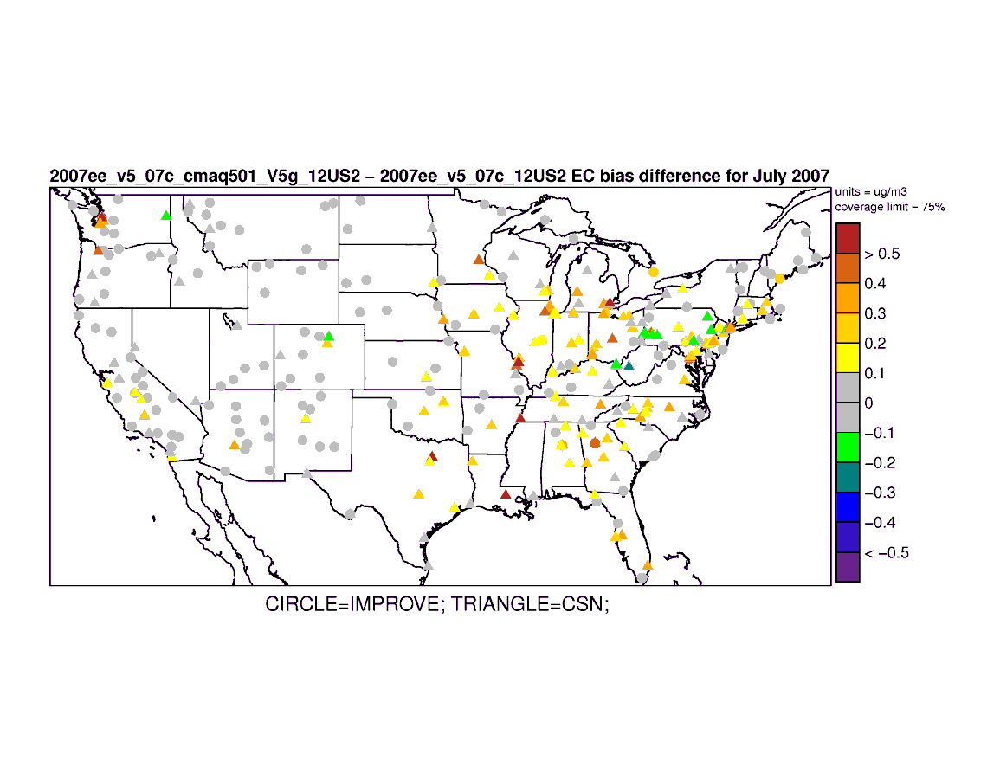 2007ee_v5_07c_cmaq501_V5g_12US2 − 2007ee_v5_07c_12US2 EC bias difference for July 2007
units = ug/m3
coverage limit = 75%
> 0.5
0.4
0.3
0.2
0.1
0
−0.1
−0.2
−0.3
−0.4
< −0.5
CIRCLE=IMPROVE; TRIANGLE=CSN;